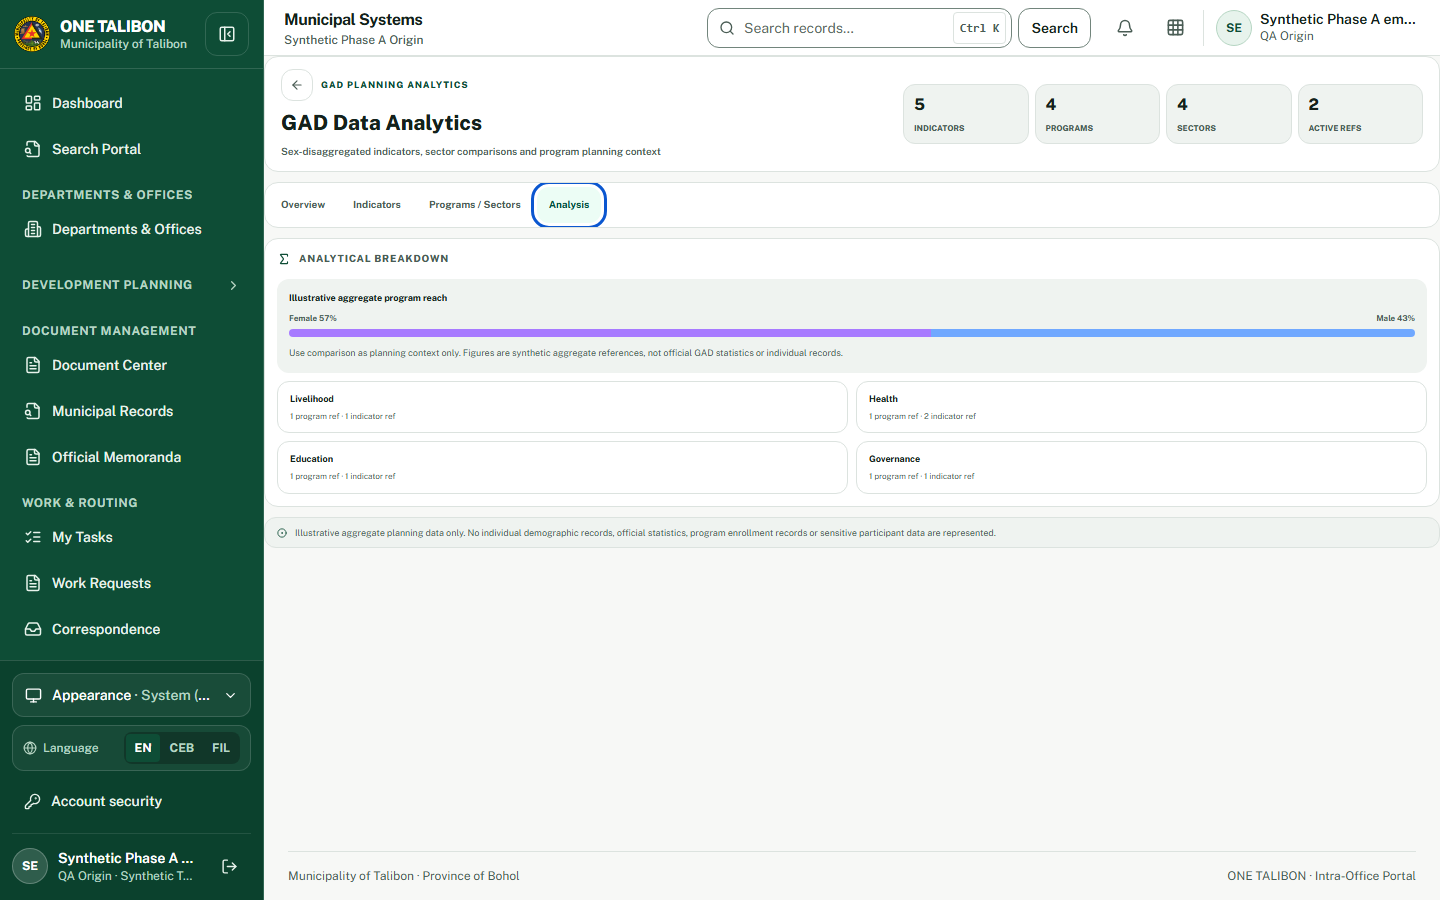 ONE TALIBON
Municipality of Talibon
Dashboard
Search Portal
DEPARTMENTS & OFFICES
Departments & Offices
DEVELOPMENT PLANNING
DOCUMENT MANAGEMENT
Document Center
Municipal Records
Official Memoranda
WORK & ROUTING
My Tasks
Work Requests
Correspondence
Appearance · System (...
Language EN CEB FIL
Account security
SE
Synthetic Phase A ...
QA Origin · Synthetic T...
Municipal Systems
Synthetic Phase A Origin
Search records... Ctrl K
Search
SE
Synthetic Phase A em...
QA Origin
GAD PLANNING ANALYTICS
GAD Data Analytics
Sex-disaggregated indicators, sector comparisons and program planning context
5
INDICATORS
4
PROGRAMS
4
SECTORS
2
ACTIVE REFS
Overview Indicators Programs / Sectors Analysis
ANALYTICAL BREAKDOWN
Illustrative aggregate program reach
Female 57% Male 43%
Use comparison as planning context only. Figures are synthetic aggregate references, not official GAD statistics or individual records.
Livelihood
1 program ref · 1 indicator ref
Health
1 program ref · 2 indicator ref
Education
1 program ref · 1 indicator ref
Governance
1 program ref · 1 indicator ref
Illustrative aggregate planning data only. No individual demographic records, official statistics, program enrollment records or sensitive participant data are represented.
Municipality of Talibon · Province of Bohol
ONE TALIBON · Intra-Office Portal